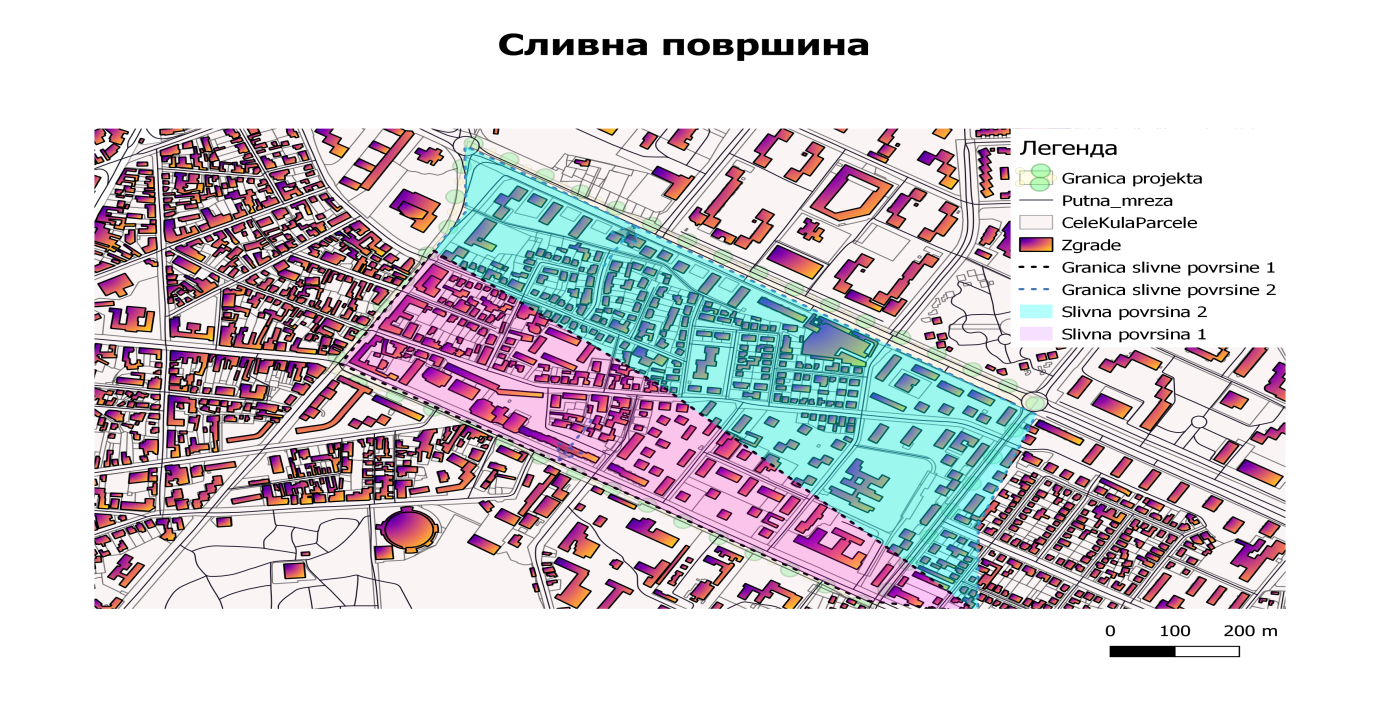 Сливна површина
Легенда
Granica projekta
Putna_mreza
CeleKulaParcele
Zgrade
Granica slivne povrsine 1
Granica slivne povrsine 2
Slivna povrsina 2
Slivna povrsina 1
0 100 200 m